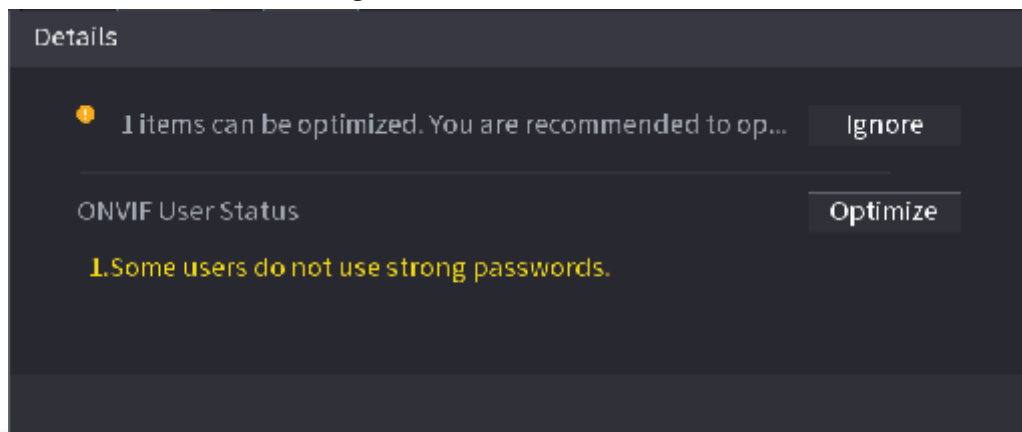 Details
1 items can be optimized. You are recommended to op... Ignore
ONVIF User Status Optimize
1.Some users do not use strong passwords.